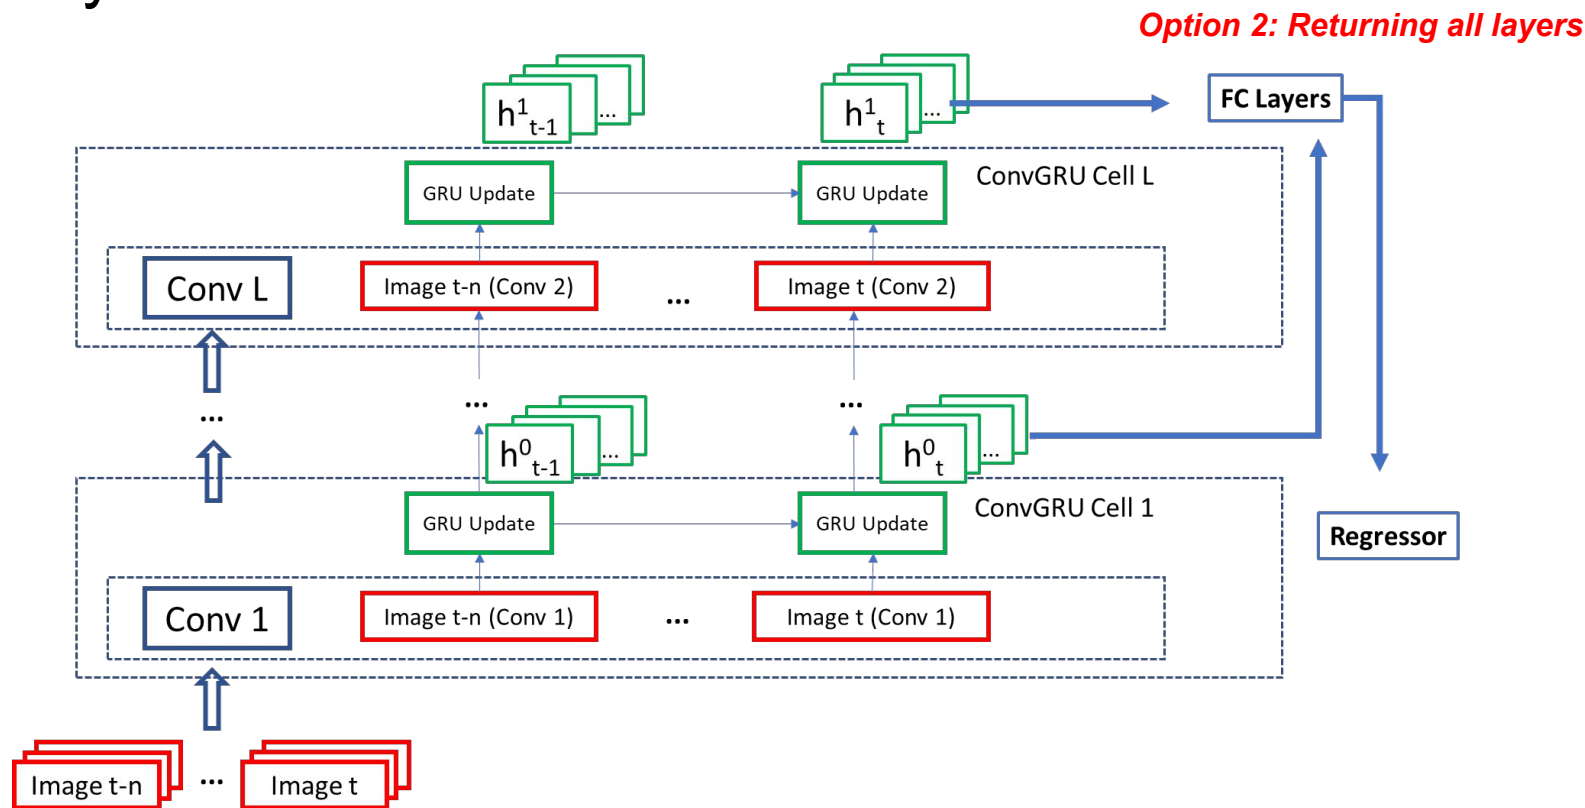 Option 2: Returning all layers
h¹t-1 ...
h¹t ...
FC Layers
ConvGRU Cell L
GRU Update
GRU Update
Conv L
Image t-n (Conv 2)
...
Image t (Conv 2)
...
...
...
h⁰t-1 ...
h⁰t ...
ConvGRU Cell 1
GRU Update
GRU Update
Regressor
Conv 1
Image t-n (Conv 1)
...
Image t (Conv 1)
Image t-n
...
Image t